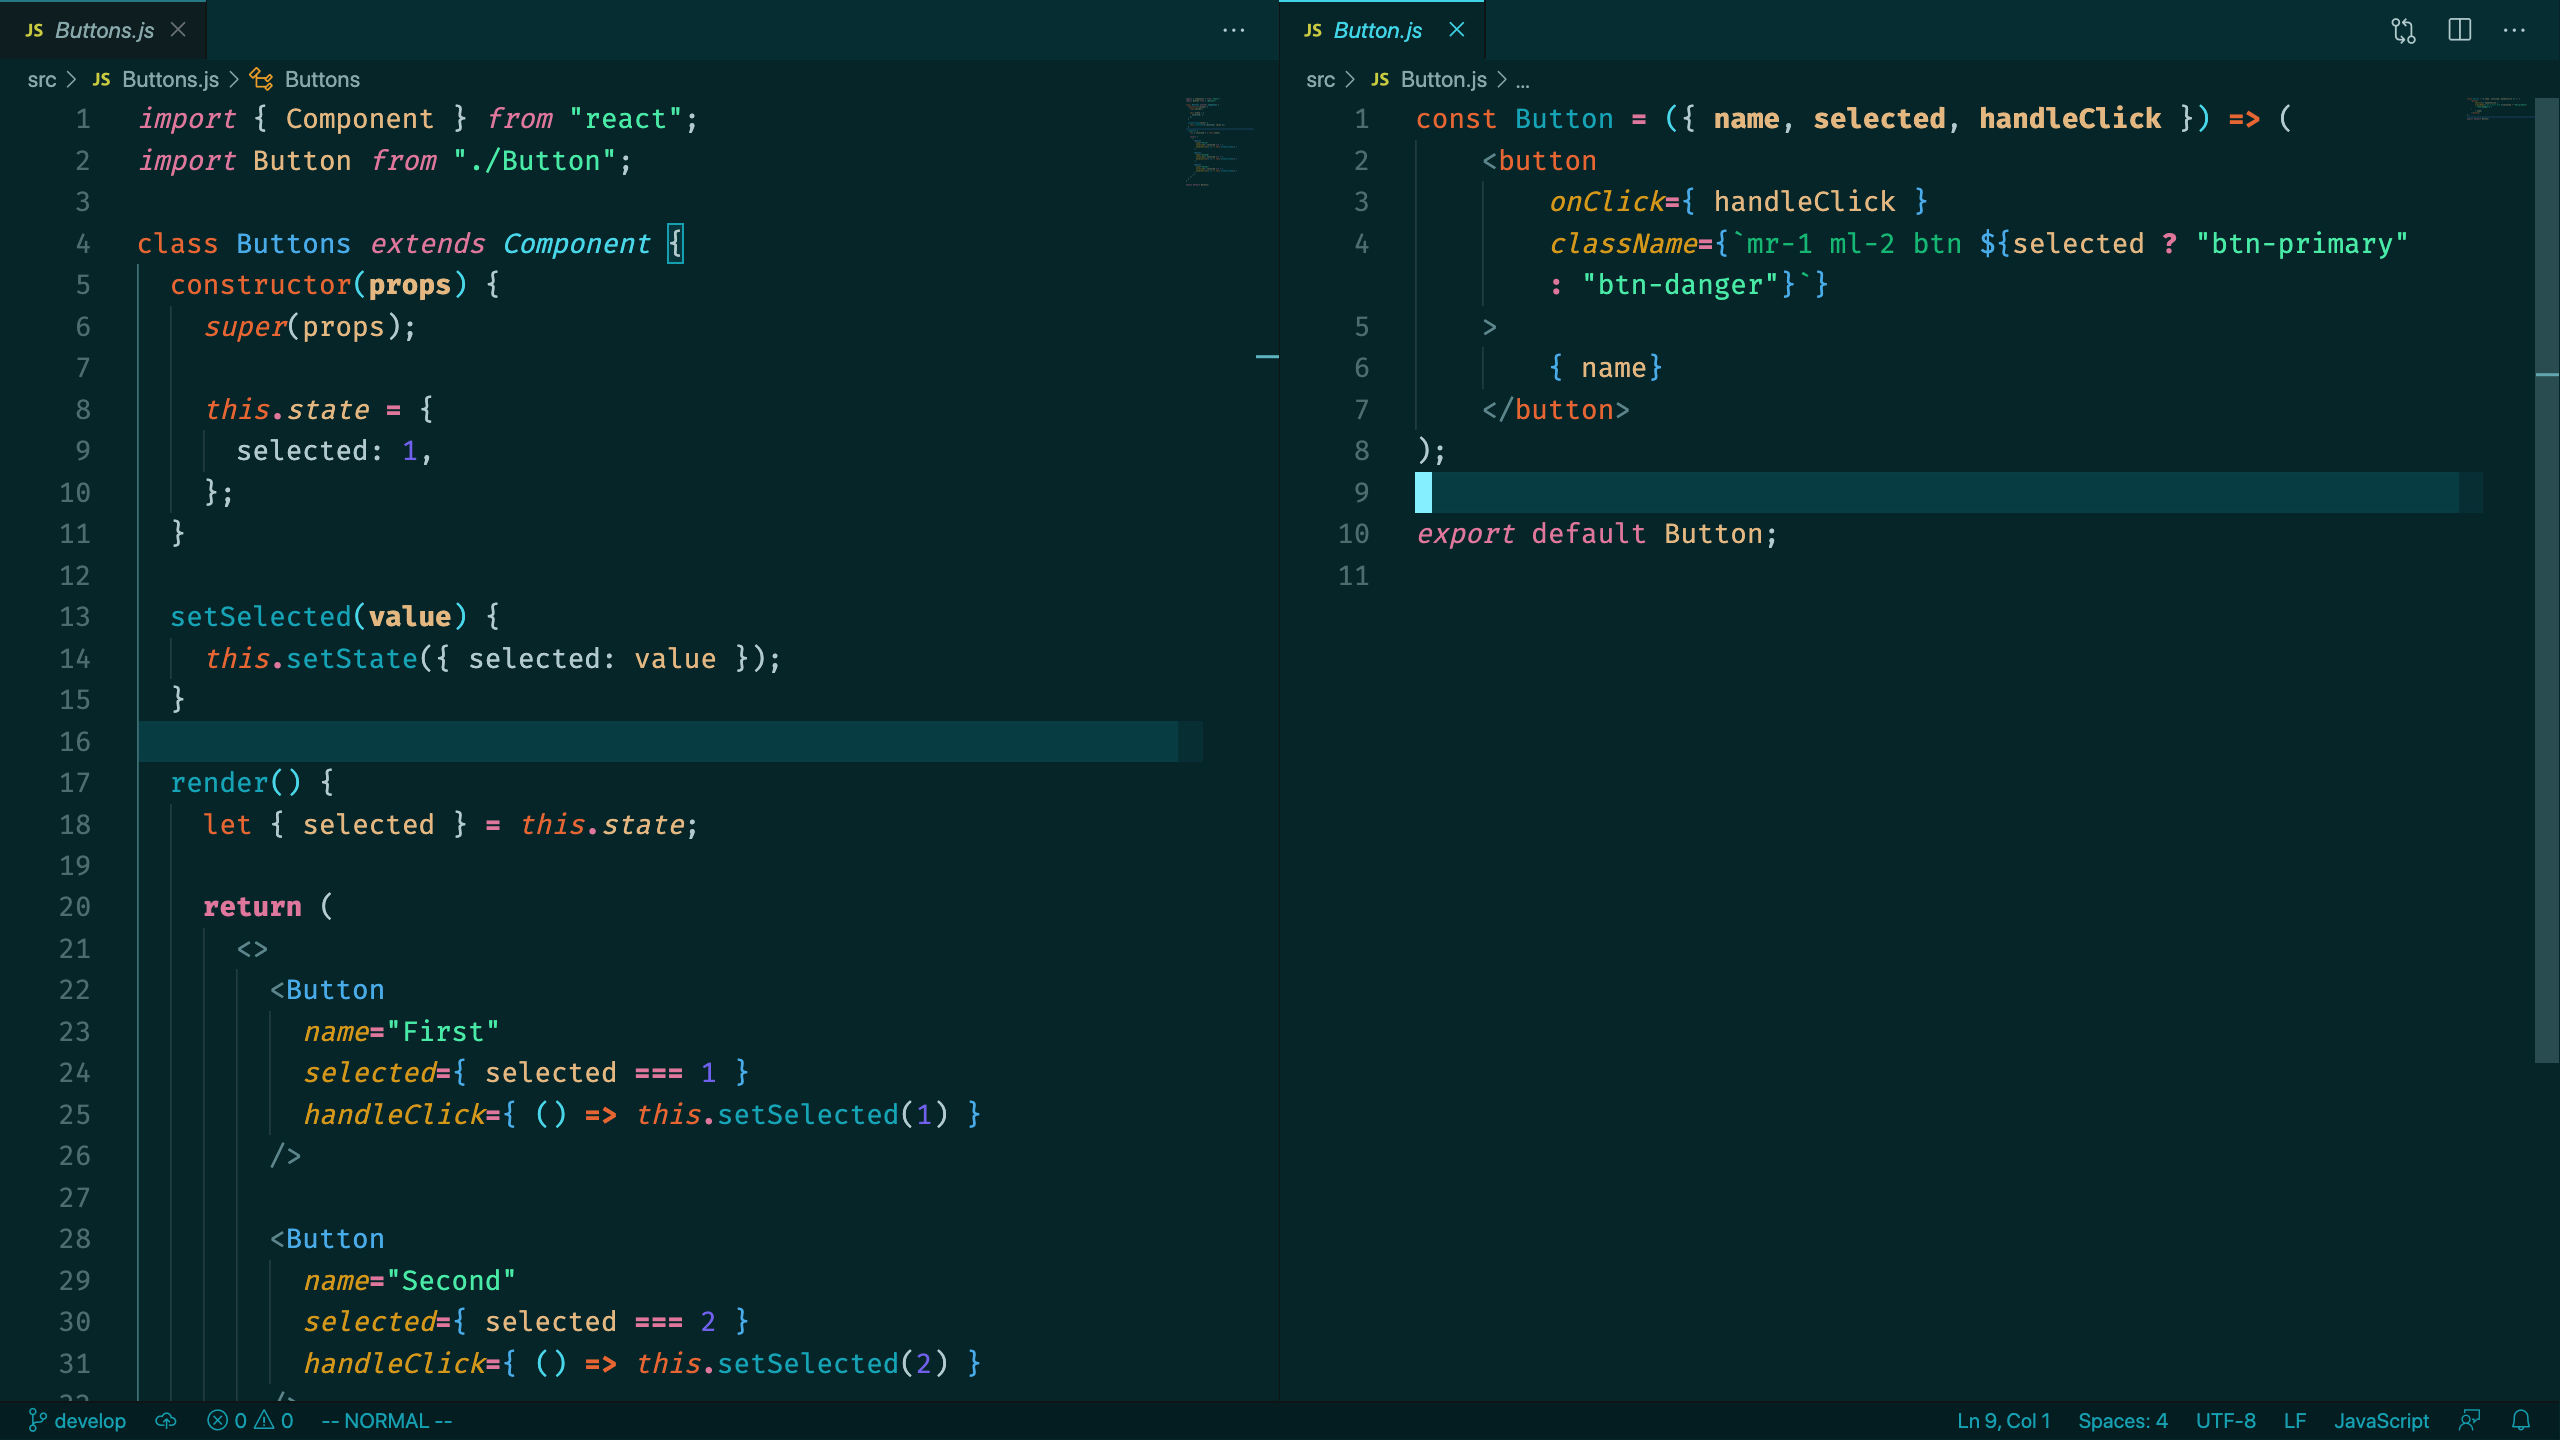 JS Buttons.js
src > JS Buttons.js > Buttons
1 import { Component } from "react";
2 import Button from "./Button";
3
4 class Buttons extends Component {
5 constructor(props) {
6 super(props);
7
8 this.state = {
9 selected: 1,
10 };
11 }
12
13 setSelected(value) {
14 this.setState({ selected: value });
15 }
16
17 render() {
18 let { selected } = this.state;
19
20 return (
21 <>
22 <Button
23 name="First"
24 selected={ selected === 1 }
25 handleClick={ () => this.setSelected(1) }
26 />
27
28 <Button
29 name="Second"
30 selected={ selected === 2 }
31 handleClick={ () => this.setSelected(2) }
JS Button.js
src > JS Button.js > ...
1 const Button = ({ name, selected, handleClick }) => (
2 <button
3 onClick={ handleClick }
4 className={`mr-1 ml-2 btn ${selected ? "btn-primary"
: "btn-danger"}`}
5 >
6 { name}
7 </button>
8 );
9
10 export default Button;
11
develop 0 0 -- NORMAL --
Ln 9, Col 1 Spaces: 4 UTF-8 LF JavaScript